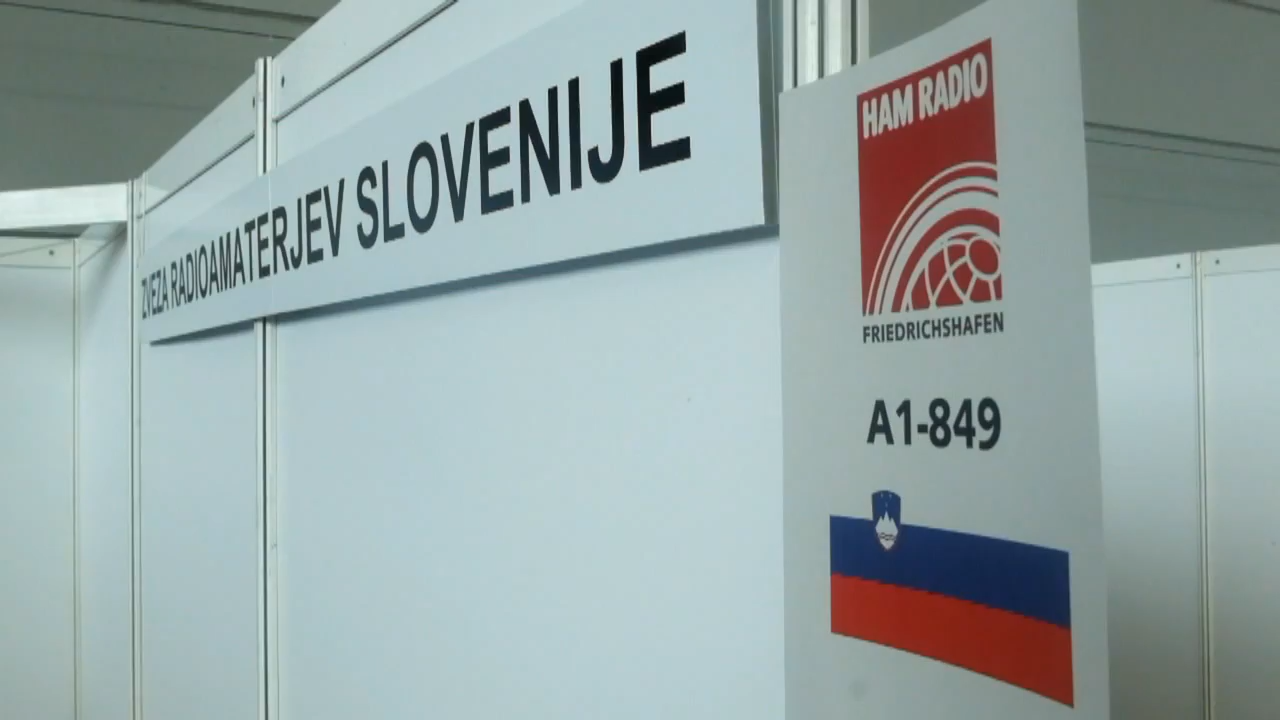 ZVEZA RADIOAMATERJEV SLOVENIJE
HAM RADIO
FRIEDRICHSHAFEN
A1-849